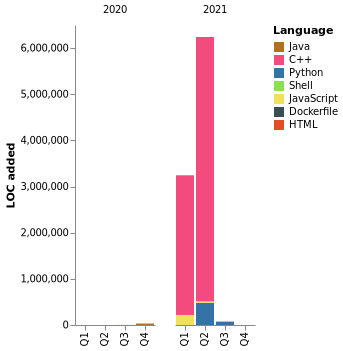 2020
2021
LOC added
6,000,000
5,000,000
4,000,000
3,000,000
2,000,000
1,000,000
0
Q1
Q2
Q3
Q4
Q1
Q2
Q3
Q4
Language
Java
C++
Python
Shell
JavaScript
Dockerfile
HTML